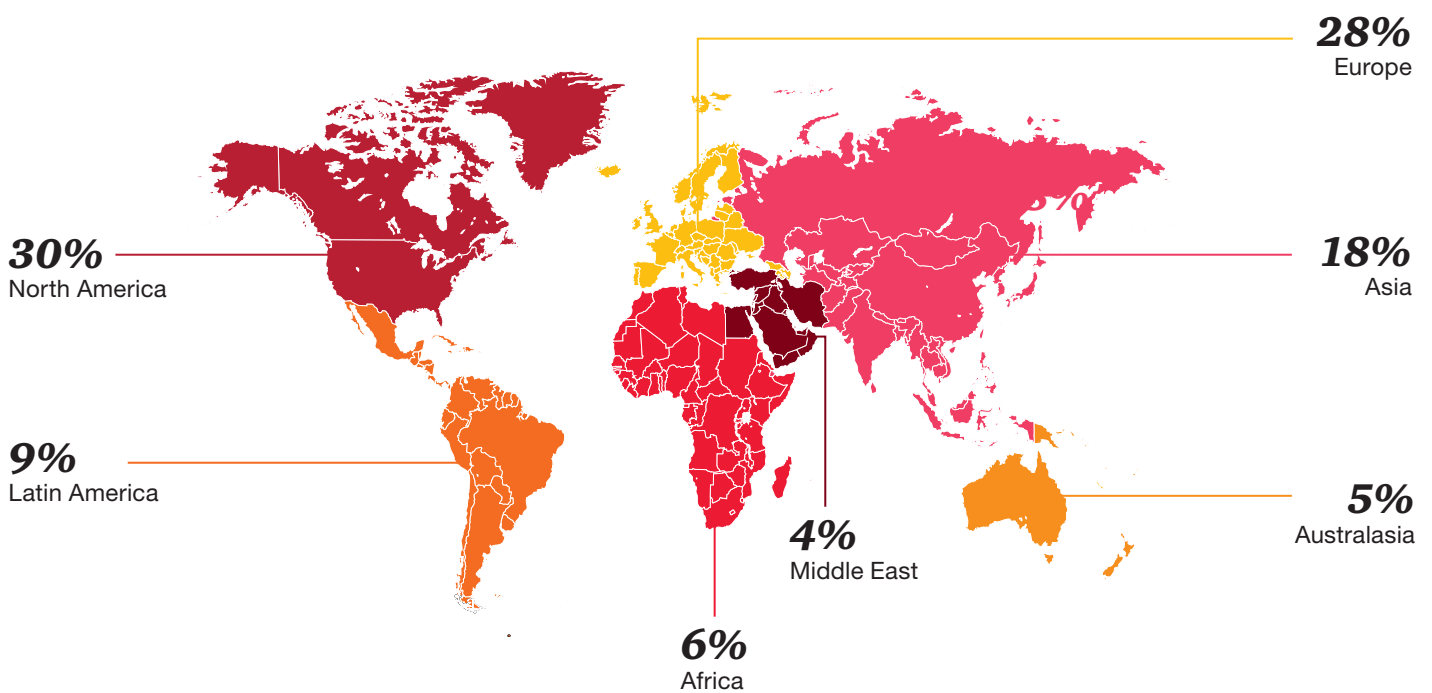 28%
Europe
30%
North America
18%
Asia
9%
Latin America
5%
Australasia
4%
Middle East
6%
Africa